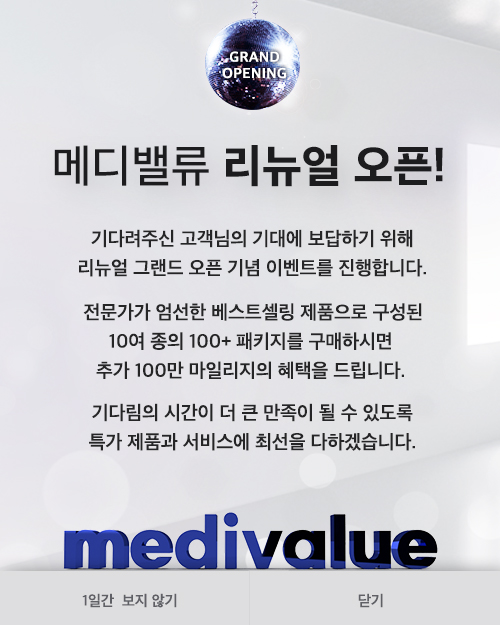 GRAND
OPENING
메디밸류 리뉴얼 오픈!
기다려주신 고객님의 기대에 보답하기 위해
리뉴얼 그랜드 오픈 기념 이벤트를 진행합니다.
전문가가 엄선한 베스트셀링 제품으로 구성된
10여 종의 100+ 패키지를 구매하시면
추가 100만 마일리지의 혜택을 드립니다.
기다림의 시간이 더 큰 만족이 될 수 있도록
특가 제품과 서비스에 최선을 다하겠습니다.
medivalue
1일간 보지 않기
닫기